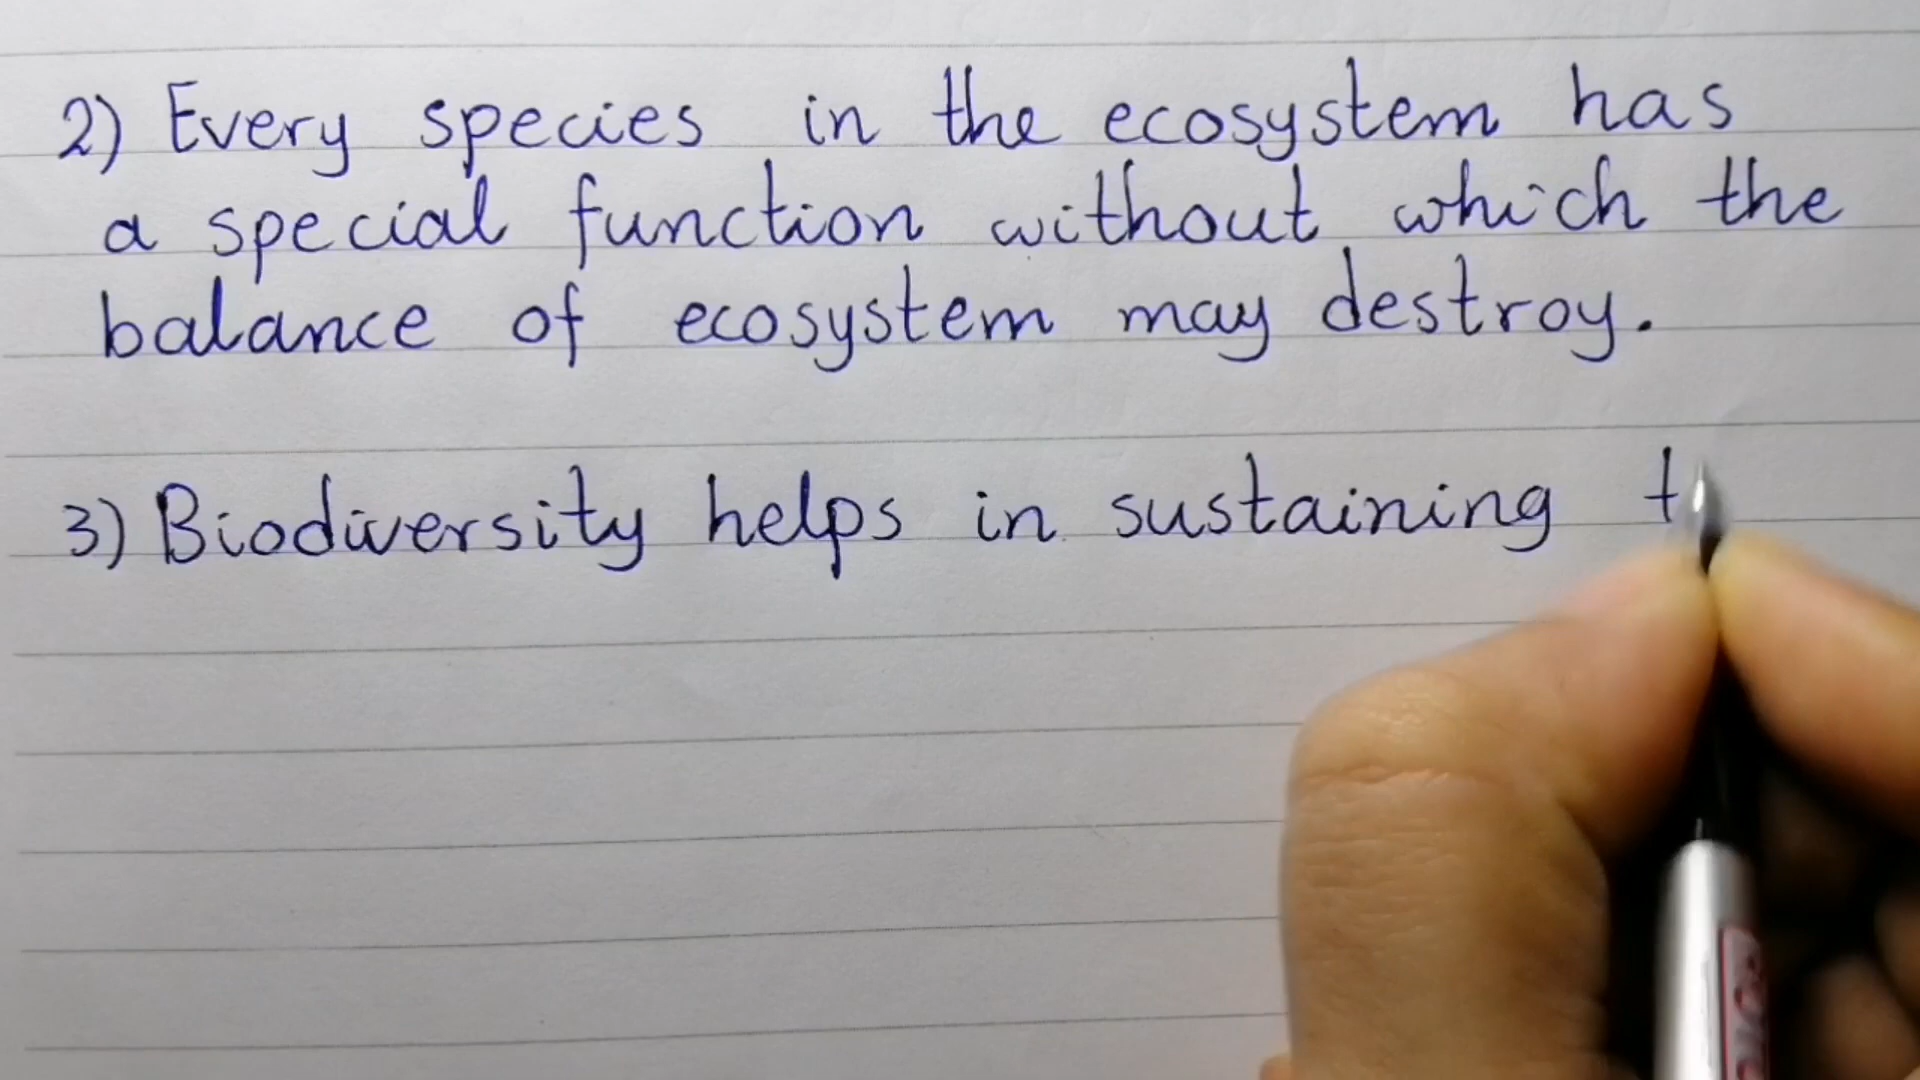 2) Every species in the ecosystem has
a special function without which the
balance of ecosystem may destroy.
3) Biodiversity helps in sustaining t